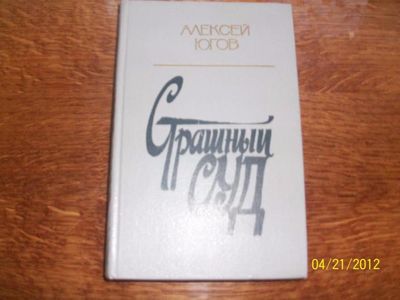 АЛЕКСЕЙ
ЮГОВ
Страшный
СУД
04/21/2012